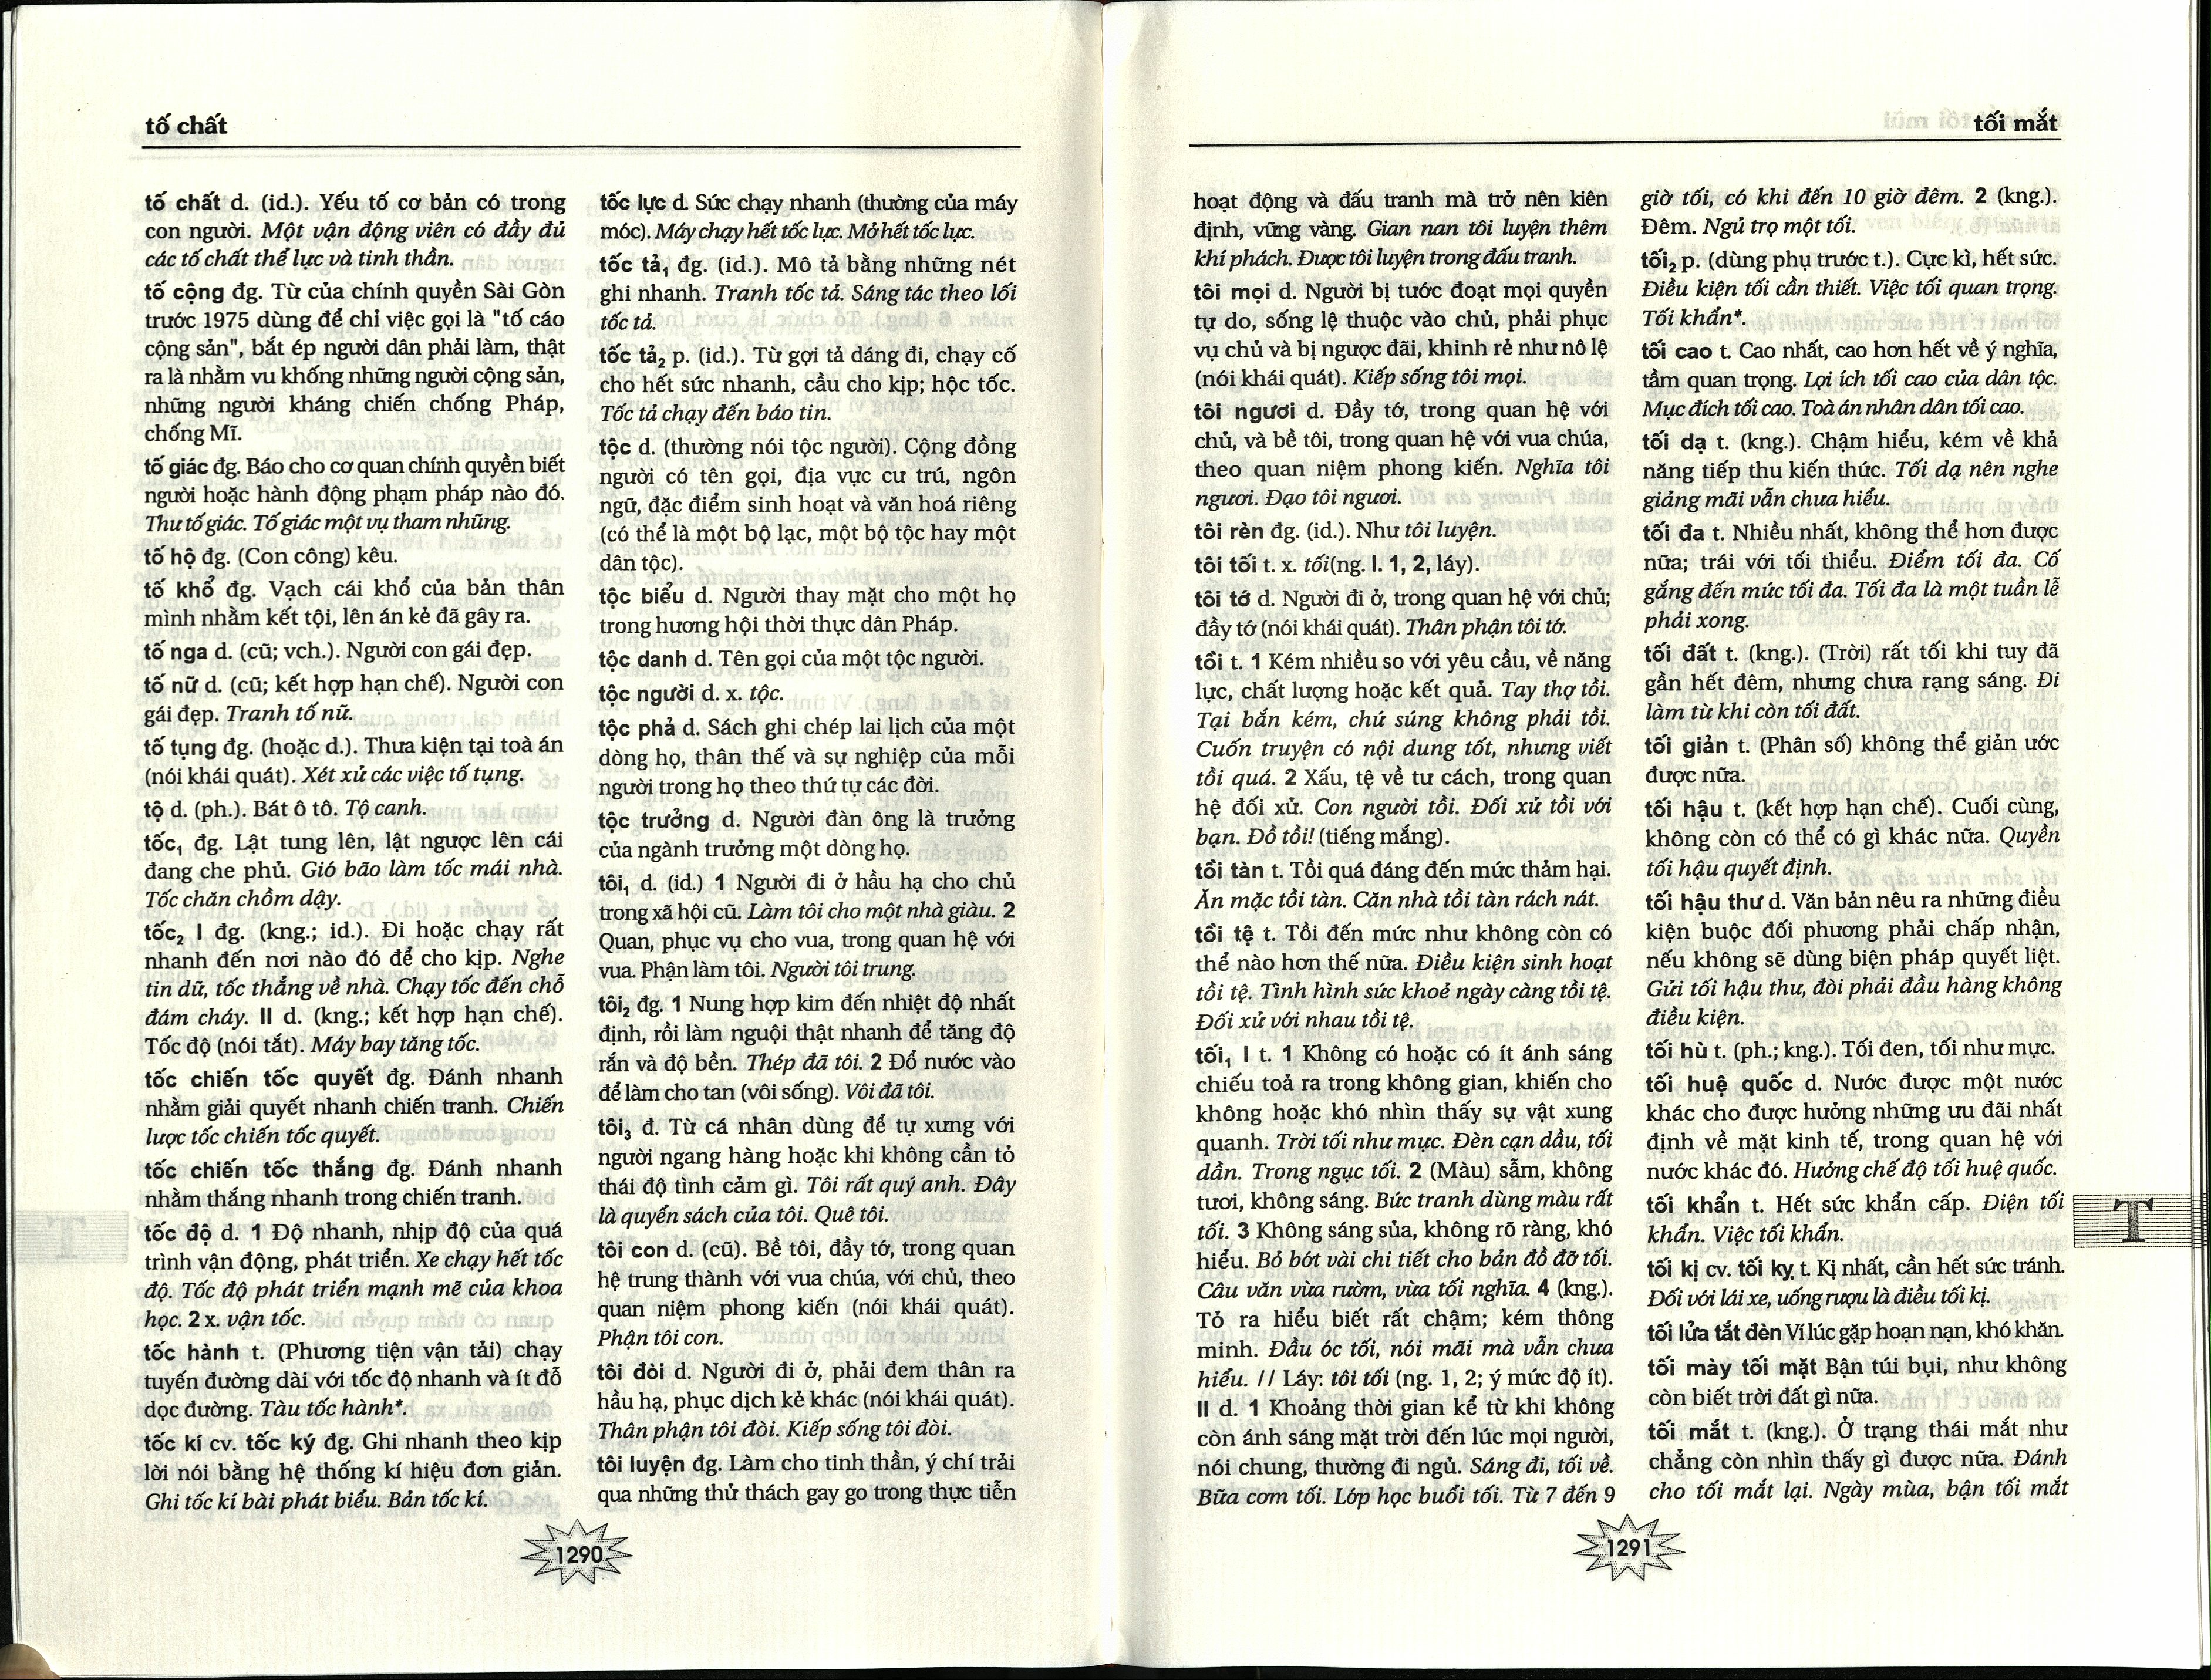 tố chất
tố chất d. (id.). Yếu tố cơ bản có trong
con người. Một vận động viên có đầy đủ
các tố chất thể lực và tinh thần.
tố cộng đg. Từ của chính quyền Sài Gòn
trước 1975 dùng để chỉ việc gọi là "tố cáo
cộng sản", bắt ép người dân phải làm, thật
ra là nhằm vu khống những người cộng sản,
những người kháng chiến chống Pháp,
chống Mĩ.
tố giác đg. Báo cho cơ quan chính quyền biết
người hoặc hành động phạm pháp nào đó.
Thư tố giác. Tố giác một vụ tham nhũng.
tố hộ đg. (Con công) kêu.
tố khổ đg. Vạch cái khổ của bản thân
mình nhằm kết tội, lên án kẻ đã gây ra.
tố nga d. (cũ; vch.). Người con gái đẹp.
tố nữ d. (cũ; kết hợp hạn chế). Người con
gái đẹp. Tranh tố nữ.
tố tụng đg. (hoặc d.). Thưa kiện tại toà án
(nói khái quát). Xét xử các việc tố tụng.
tộ d. (ph.). Bát ô tô. Tộ canh.
tốc₁ đg. Lật tung lên, lật ngược lên cái
đang che phủ. Gió bão làm tốc mái nhà.
Tốc chăn chồm dậy.
tốc₂ I đg. (kng.; id.). Đi hoặc chạy rất
nhanh đến nơi nào đó để cho kịp. Nghe
tin dữ, tốc thẳng về nhà. Chạy tốc đến chỗ
đám cháy. II d. (kng.; kết hợp hạn chế).
Tốc độ (nói tắt). Máy bay tăng tốc.
tốc chiến tốc quyết đg. Đánh nhanh
nhằm giải quyết nhanh chiến tranh. Chiến
lược tốc chiến tốc quyết.
tốc chiến tốc thắng đg. Đánh nhanh
nhằm thắng nhanh trong chiến tranh.
tốc độ d. 1 Độ nhanh, nhịp độ của quá
trình vận động, phát triển. Xe chạy hết tốc
độ. Tốc độ phát triển mạnh mẽ của khoa
học. 2 x. vận tốc.
tốc hành t. (Phương tiện vận tải) chạy
tuyến đường dài với tốc độ nhanh và ít đỗ
dọc đường. Tàu tốc hành*.
tốc kí cv. tốc ký đg. Ghi nhanh theo kịp
lời nói bằng hệ thống kí hiệu đơn giản.
Ghi tốc kí bài phát biểu. Bản tốc kí.
tốc lực d. Sức chạy nhanh (thường của máy
móc). Máy chạy hết tốc lực. Mở hết tốc lực.
tốc tả₁ đg. (id.). Mô tả bằng những nét
ghi nhanh. Tranh tốc tả. Sáng tác theo lối
tốc tả.
tốc tả₂ p. (id.). Từ gợi tả dáng đi, chạy cố
cho hết sức nhanh, cầu cho kịp; hộc tốc.
Tốc tả chạy đến báo tin.
tộc d. (thường nói tộc người). Cộng đồng
người có tên gọi, địa vực cư trú, ngôn
ngữ, đặc điểm sinh hoạt và văn hoá riêng
(có thể là một bộ lạc, một bộ tộc hay một
dân tộc).
tộc biểu d. Người thay mặt cho một họ
trong hương hội thời thực dân Pháp.
tộc danh d. Tên gọi của một tộc người.
tộc người d. x. tộc.
tộc phả d. Sách ghi chép lai lịch của một
dòng họ, thân thế và sự nghiệp của mỗi
người trong họ theo thứ tự các đời.
tộc trưởng d. Người đàn ông là trưởng
của ngành trưởng một dòng họ.
tôi₁ d. (id.) 1 Người đi ở hầu hạ cho chủ
trong xã hội cũ. Làm tôi cho một nhà giàu. 2
Quan, phục vụ cho vua, trong quan hệ với
vua. Phận làm tôi. Người tôi trung.
tôi₂ đg. 1 Nung hợp kim đến nhiệt độ nhất
định, rồi làm nguội thật nhanh để tăng độ
rắn và độ bền. Thép đã tôi. 2 Đổ nước vào
để làm cho tan (vôi sống). Vôi đã tôi.
tôi₃ đ. Từ cá nhân dùng để tự xưng với
người ngang hàng hoặc khi không cần tỏ
thái độ tình cảm gì. Tôi rất quý anh. Đây
là quyển sách của tôi. Quê tôi.
tôi con d. (cũ). Bề tôi, đầy tớ, trong quan
hệ trung thành với vua chúa, với chủ, theo
quan niệm phong kiến (nói khái quát).
Phận tôi con.
tôi đòi d. Người đi ở, phải đem thân ra
hầu hạ, phục dịch kẻ khác (nói khái quát).
Thân phận tôi đòi. Kiếp sống tôi đòi.
tôi luyện đg. Làm cho tinh thần, ý chí trải
qua những thử thách gay go trong thực tiễn
1290
tối mắt
hoạt động và đấu tranh mà trở nên kiên
định, vững vàng. Gian nan tôi luyện thêm
khí phách. Được tôi luyện trong đấu tranh.
tôi mọi d. Người bị tước đoạt mọi quyền
tự do, sống lệ thuộc vào chủ, phải phục
vụ chủ và bị ngược đãi, khinh rẻ như nô lệ
(nói khái quát). Kiếp sống tôi mọi.
tôi ngươi d. Đầy tớ, trong quan hệ với
chủ, và bề tôi, trong quan hệ với vua chúa,
theo quan niệm phong kiến. Nghĩa tôi
ngươi. Đạo tôi ngươi.
tôi rèn đg. (id.). Như tôi luyện.
tôi tối t. x. tối(ng. I. 1, 2, láy).
tôi tớ d. Người đi ở, trong quan hệ với chủ;
đầy tớ (nói khái quát). Thân phận tôi tớ.
tồi t. 1 Kém nhiều so với yêu cầu, về năng
lực, chất lượng hoặc kết quả. Tay thợ tồi.
Tại bắn kém, chứ súng không phải tồi.
Cuốn truyện có nội dung tốt, nhưng viết
tồi quá. 2 Xấu, tệ về tư cách, trong quan
hệ đối xử. Con người tồi. Đối xử tồi với
bạn. Đồ tồi! (tiếng mắng).
tồi tàn t. Tồi quá đáng đến mức thảm hại.
Ăn mặc tồi tàn. Căn nhà tồi tàn rách nát.
tồi tệ t. Tồi đến mức như không còn có
thể nào hơn thế nữa. Điều kiện sinh hoạt
tồi tệ. Tình hình sức khoẻ ngày càng tồi tệ.
Đối xử với nhau tồi tệ.
tối₁ I t. 1 Không có hoặc có ít ánh sáng
chiếu toả ra trong không gian, khiến cho
không hoặc khó nhìn thấy sự vật xung
quanh. Trời tối như mực. Đèn cạn dầu, tối
dần. Trong ngục tối. 2 (Màu) sẫm, không
tươi, không sáng. Bức tranh dùng màu rất
tối. 3 Không sáng sủa, không rõ ràng, khó
hiểu. Bỏ bớt vài chi tiết cho bản đồ đỡ tối.
Câu văn vừa rườm, vừa tối nghĩa. 4 (kng.).
Tỏ ra hiểu biết rất chậm; kém thông
minh. Đầu óc tối, nói mãi mà vẫn chưa
hiểu. // Láy: tôi tối (ng. 1, 2; ý mức độ ít).
II d. 1 Khoảng thời gian kể từ khi không
còn ánh sáng mặt trời đến lúc mọi người,
nói chung, thường đi ngủ. Sáng đi, tối về.
Bữa cơm tối. Lớp học buổi tối. Từ 7 đến 9
giờ tối, có khi đến 10 giờ đêm. 2 (kng.).
Đêm. Ngủ trọ một tối.
tối₂ p. (dùng phụ trước t.). Cực kì, hết sức.
Điều kiện tối cần thiết. Việc tối quan trọng.
Tối khẩn*.
tối cao t. Cao nhất, cao hơn hết về ý nghĩa,
tầm quan trọng. Lợi ích tối cao của dân tộc.
Mục đích tối cao. Toà án nhân dân tối cao.
tối dạ t. (kng.). Chậm hiểu, kém về khả
năng tiếp thu kiến thức. Tối dạ nên nghe
giảng mãi vẫn chưa hiểu.
tối đa t. Nhiều nhất, không thể hơn được
nữa; trái với tối thiểu. Điểm tối đa. Cố
gắng đến mức tối đa. Tối đa là một tuần lễ
phải xong.
tối đất t. (kng.). (Trời) rất tối khi tuy đã
gần hết đêm, nhưng chưa rạng sáng. Đi
làm từ khi còn tối đất.
tối giản t. (Phân số) không thể giản ước
được nữa.
tối hậu t. (kết hợp hạn chế). Cuối cùng,
không còn có thể có gì khác nữa. Quyền
tối hậu quyết định.
tối hậu thư d. Văn bản nêu ra những điều
kiện buộc đối phương phải chấp nhận,
nếu không sẽ dùng biện pháp quyết liệt.
Gửi tối hậu thư, đòi phải đầu hàng không
điều kiện.
tối hù t. (ph.; kng.). Tối đen, tối như mực.
tối huệ quốc d. Nước được một nước
khác cho được hưởng những ưu đãi nhất
định về mặt kinh tế, trong quan hệ với
nước khác đó. Hưởng chế độ tối huệ quốc.
tối khẩn t. Hết sức khẩn cấp. Điện tối
khẩn. Việc tối khẩn.
tối kị cv. tối kỵ t. Kị nhất, cần hết sức tránh.
Đối với lái xe, uống rượu là điều tối kị.
tối lửa tắt đèn Ví lúc gặp hoạn nạn, khó khăn.
tối mày tối mặt Bận túi bụi, như không
còn biết trời đất gì nữa.
tối mắt t. (kng.). Ở trạng thái mắt như
chẳng còn nhìn thấy gì được nữa. Đánh
cho tối mắt lại. Ngày mùa, bận tối mắt
T
1291